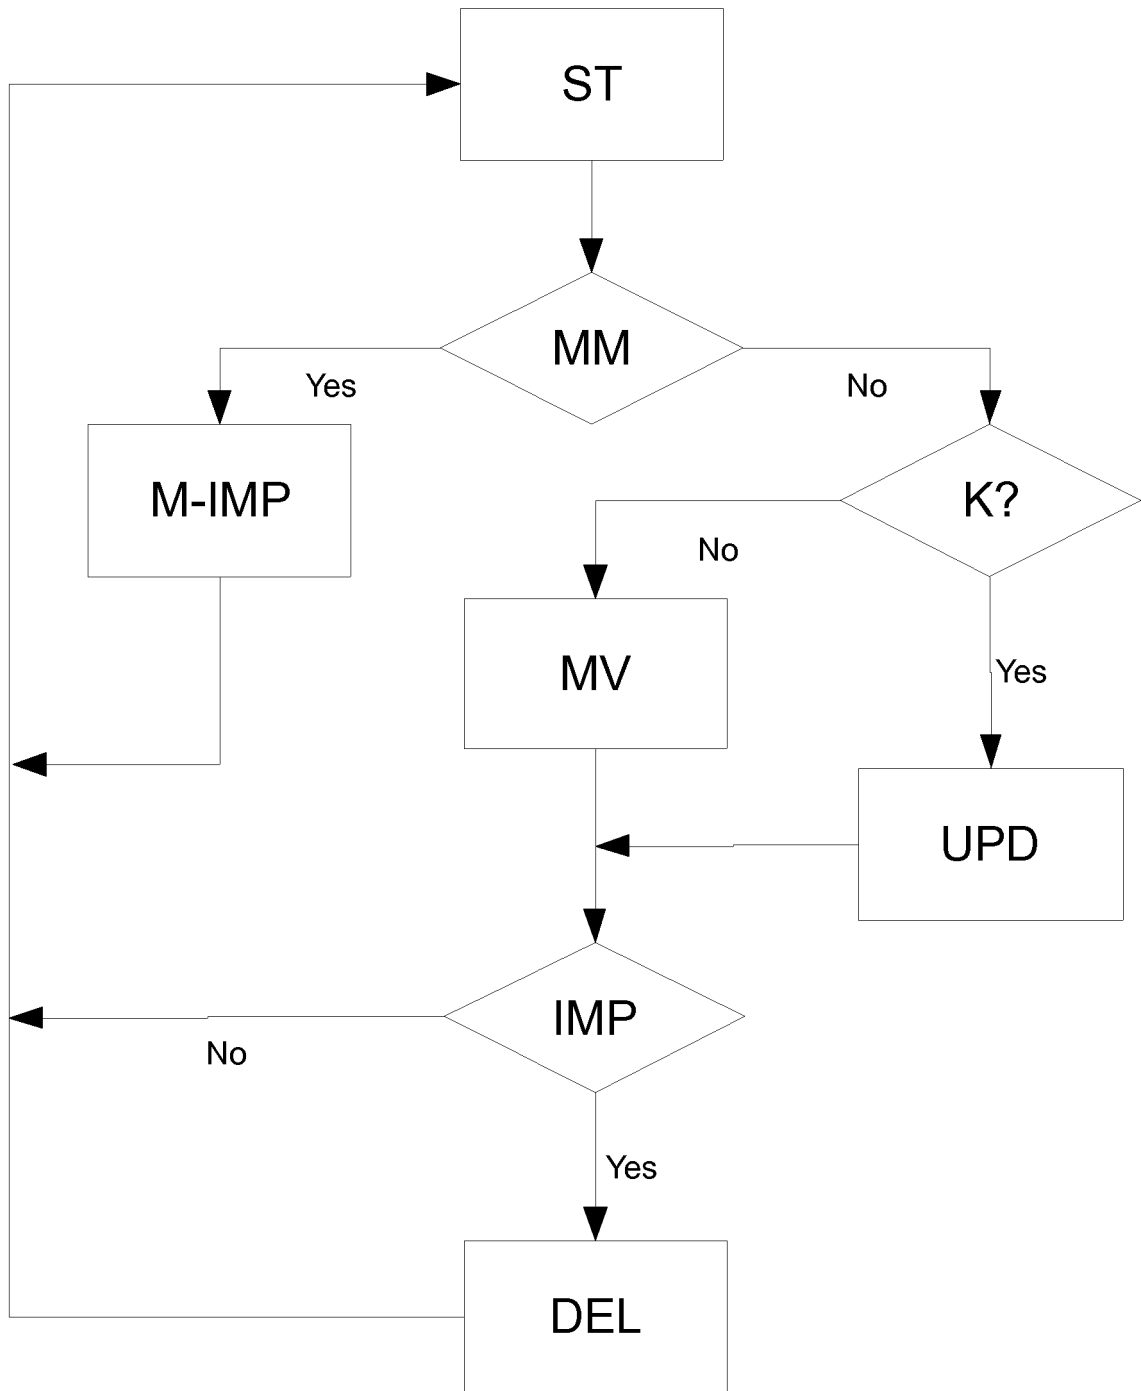 ST
MM
Yes
No
M-IMP
K?
No
MV
Yes
UPD
IMP
No
Yes
DEL